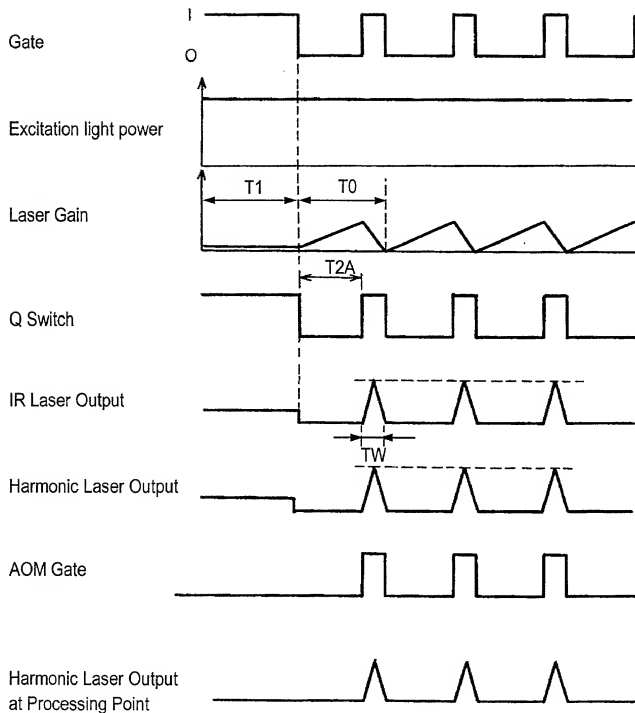 I
Gate
O
Excitation light power
T1
T0
Laser Gain
T2A
Q Switch
IR Laser Output
TW
Harmonic Laser Output
AOM Gate
Harmonic Laser Output
at Processing Point